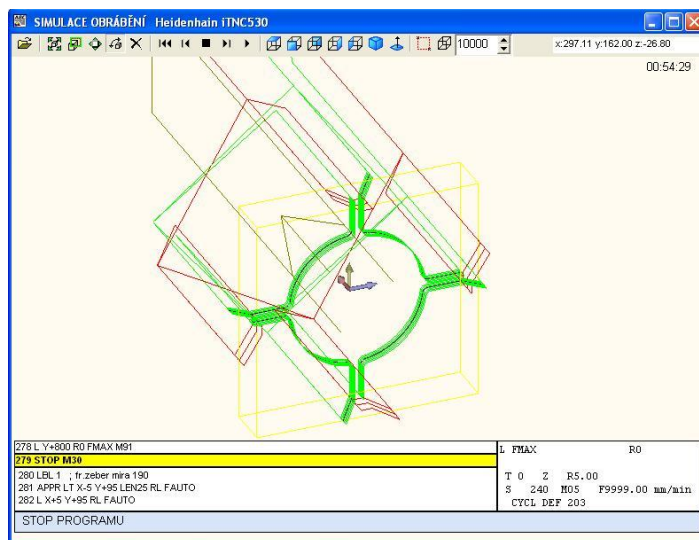 SIMULACE OBRÁBĚNÍ Heidenhain iTNC530
10000
x:297.11 y:162.00 z:-26.80
00:54:29
278 L Y+800 R0 FMAX M91
279 STOP M30
280 LBL 1 ; fr.zeber mira 190
281 APPR LT X-5 Y+95 LEN25 RL FAUTO
282 L X+5 Y+95 RL FAUTO
L FMAX R0
T 0 Z R5.00
S 240 M05 F9999.00 mm/min
CYCL DEF 203
STOP PROGRAMU